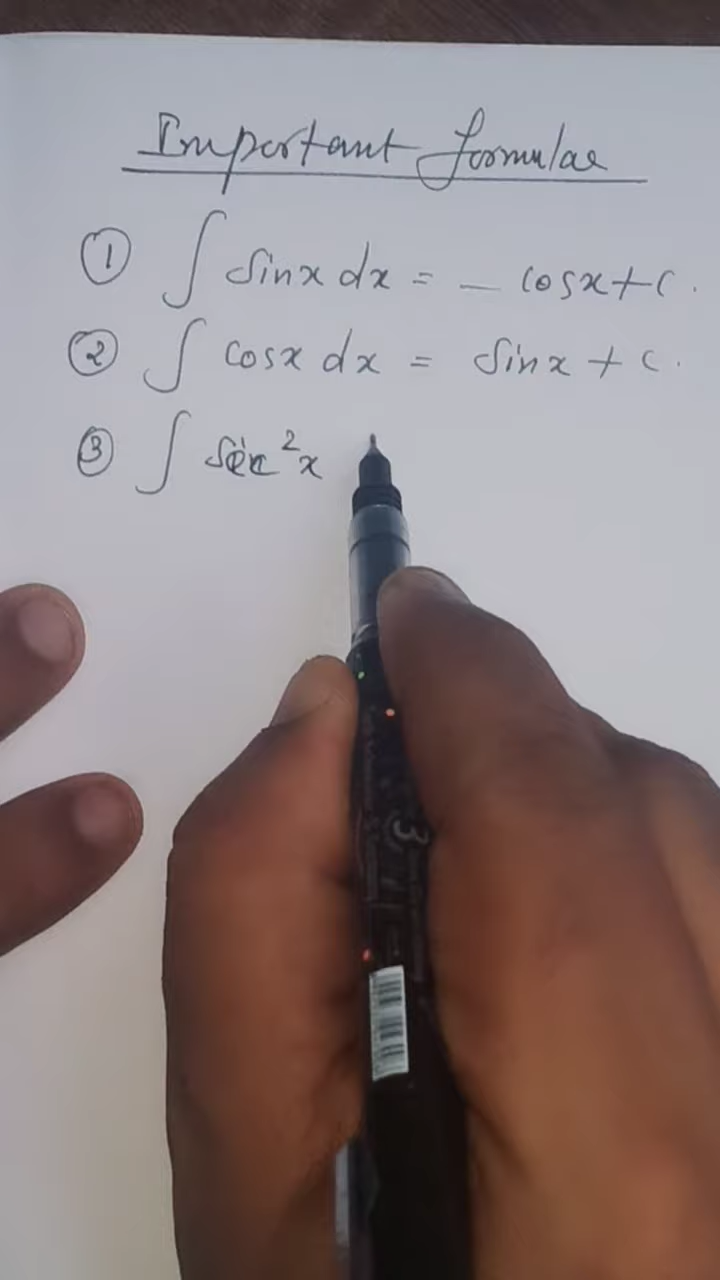 Important formulae
① ∫ sinx dx = - cosx + c.
② ∫ cosx dx = sinx + c.
③ ∫ sec²x